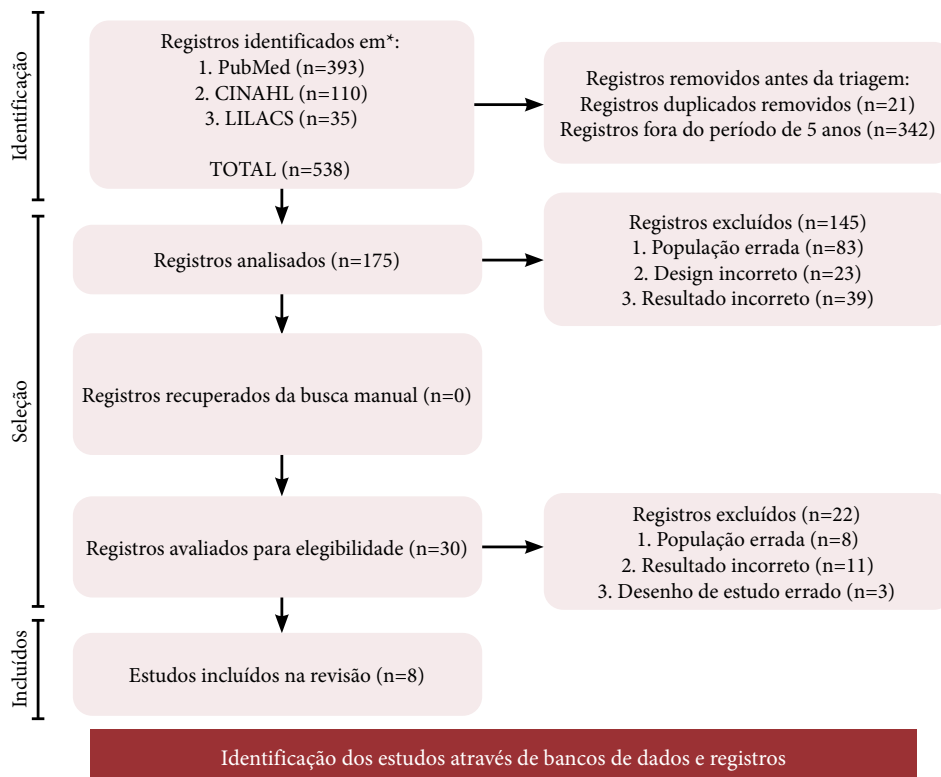 Identificação
Registros identificados em*:
1. PubMed (n=393)
2. CINAHL (n=110)
3. LILACS (n=35)
TOTAL (n=538)
Registros removidos antes da triagem:
Registros duplicados removidos (n=21)
Registros fora do período de 5 anos (n=342)
Seleção
Registros analisados (n=175)
Registros excluídos (n=145)
1. População errada (n=83)
2. Design incorreto (n=23)
3. Resultado incorreto (n=39)
Registros recuperados da busca manual (n=0)
Registros avaliados para elegibilidade (n=30)
Registros excluídos (n=22)
1. População errada (n=8)
2. Resultado incorreto (n=11)
3. Desenho de estudo errado (n=3)
Incluídos
Estudos incluídos na revisão (n=8)
Identificação dos estudos através de bancos de dados e registros